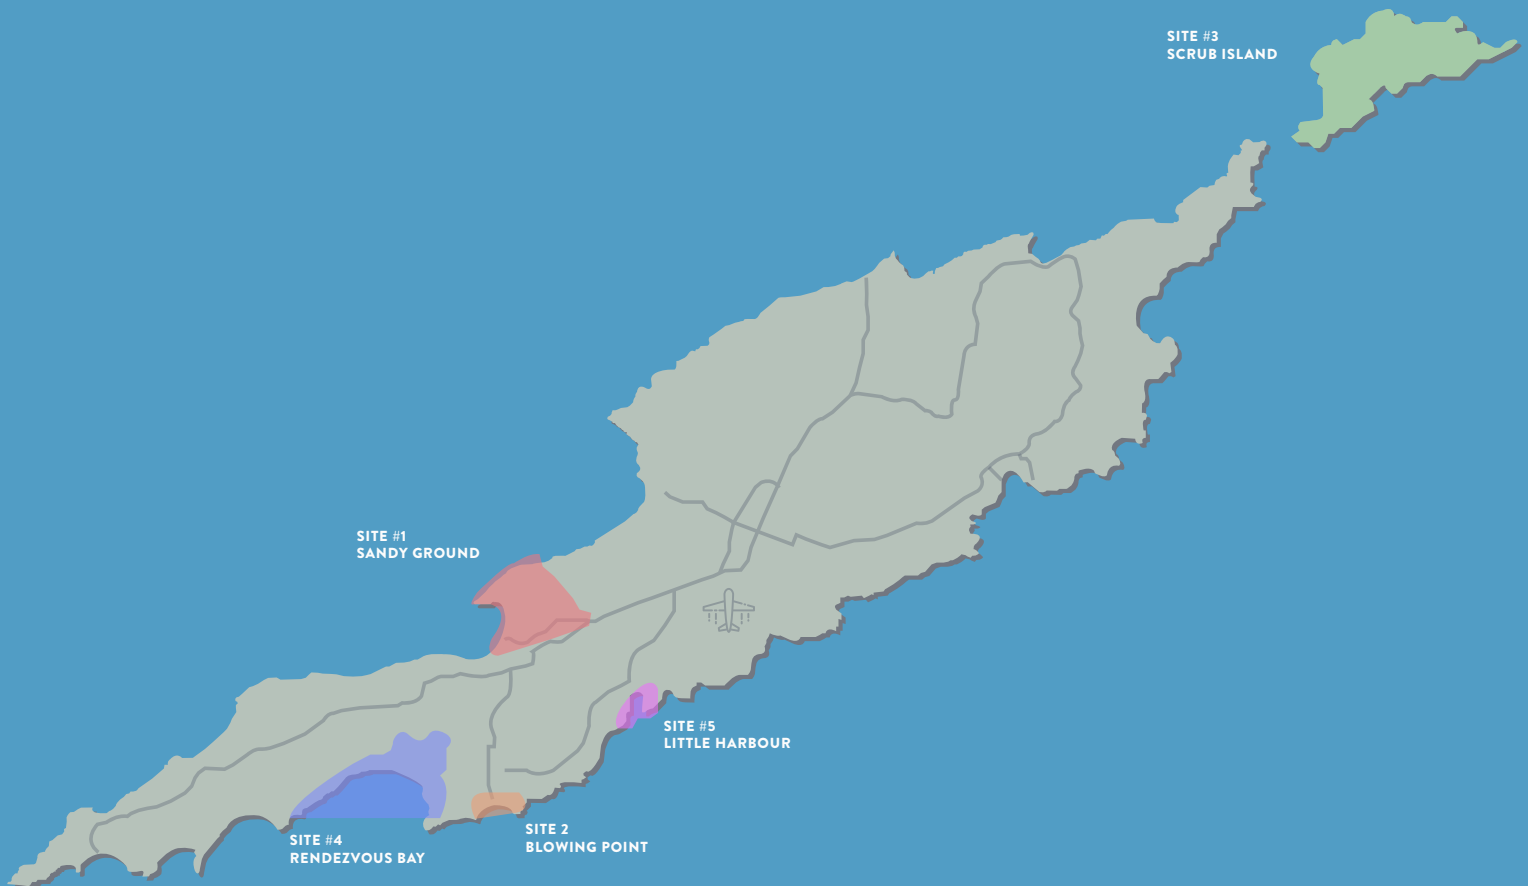 SITE #3
SCRUB ISLAND
SITE #1
SANDY GROUND
SITE #5
LITTLE HARBOUR
SITE 2
BLOWING POINT
SITE #4
RENDEZVOUS BAY